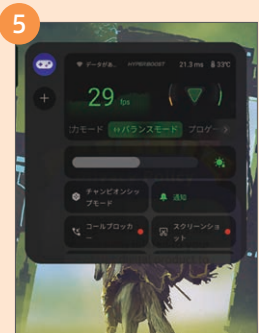 5
データがあ... HYPERBOOST 21.3 ms 33℃
29 fps
力モード バランスモード プロゲー
チャンピオンシッ
プモード
通知
コールブロッカ
ー
スクリーンショ
ット